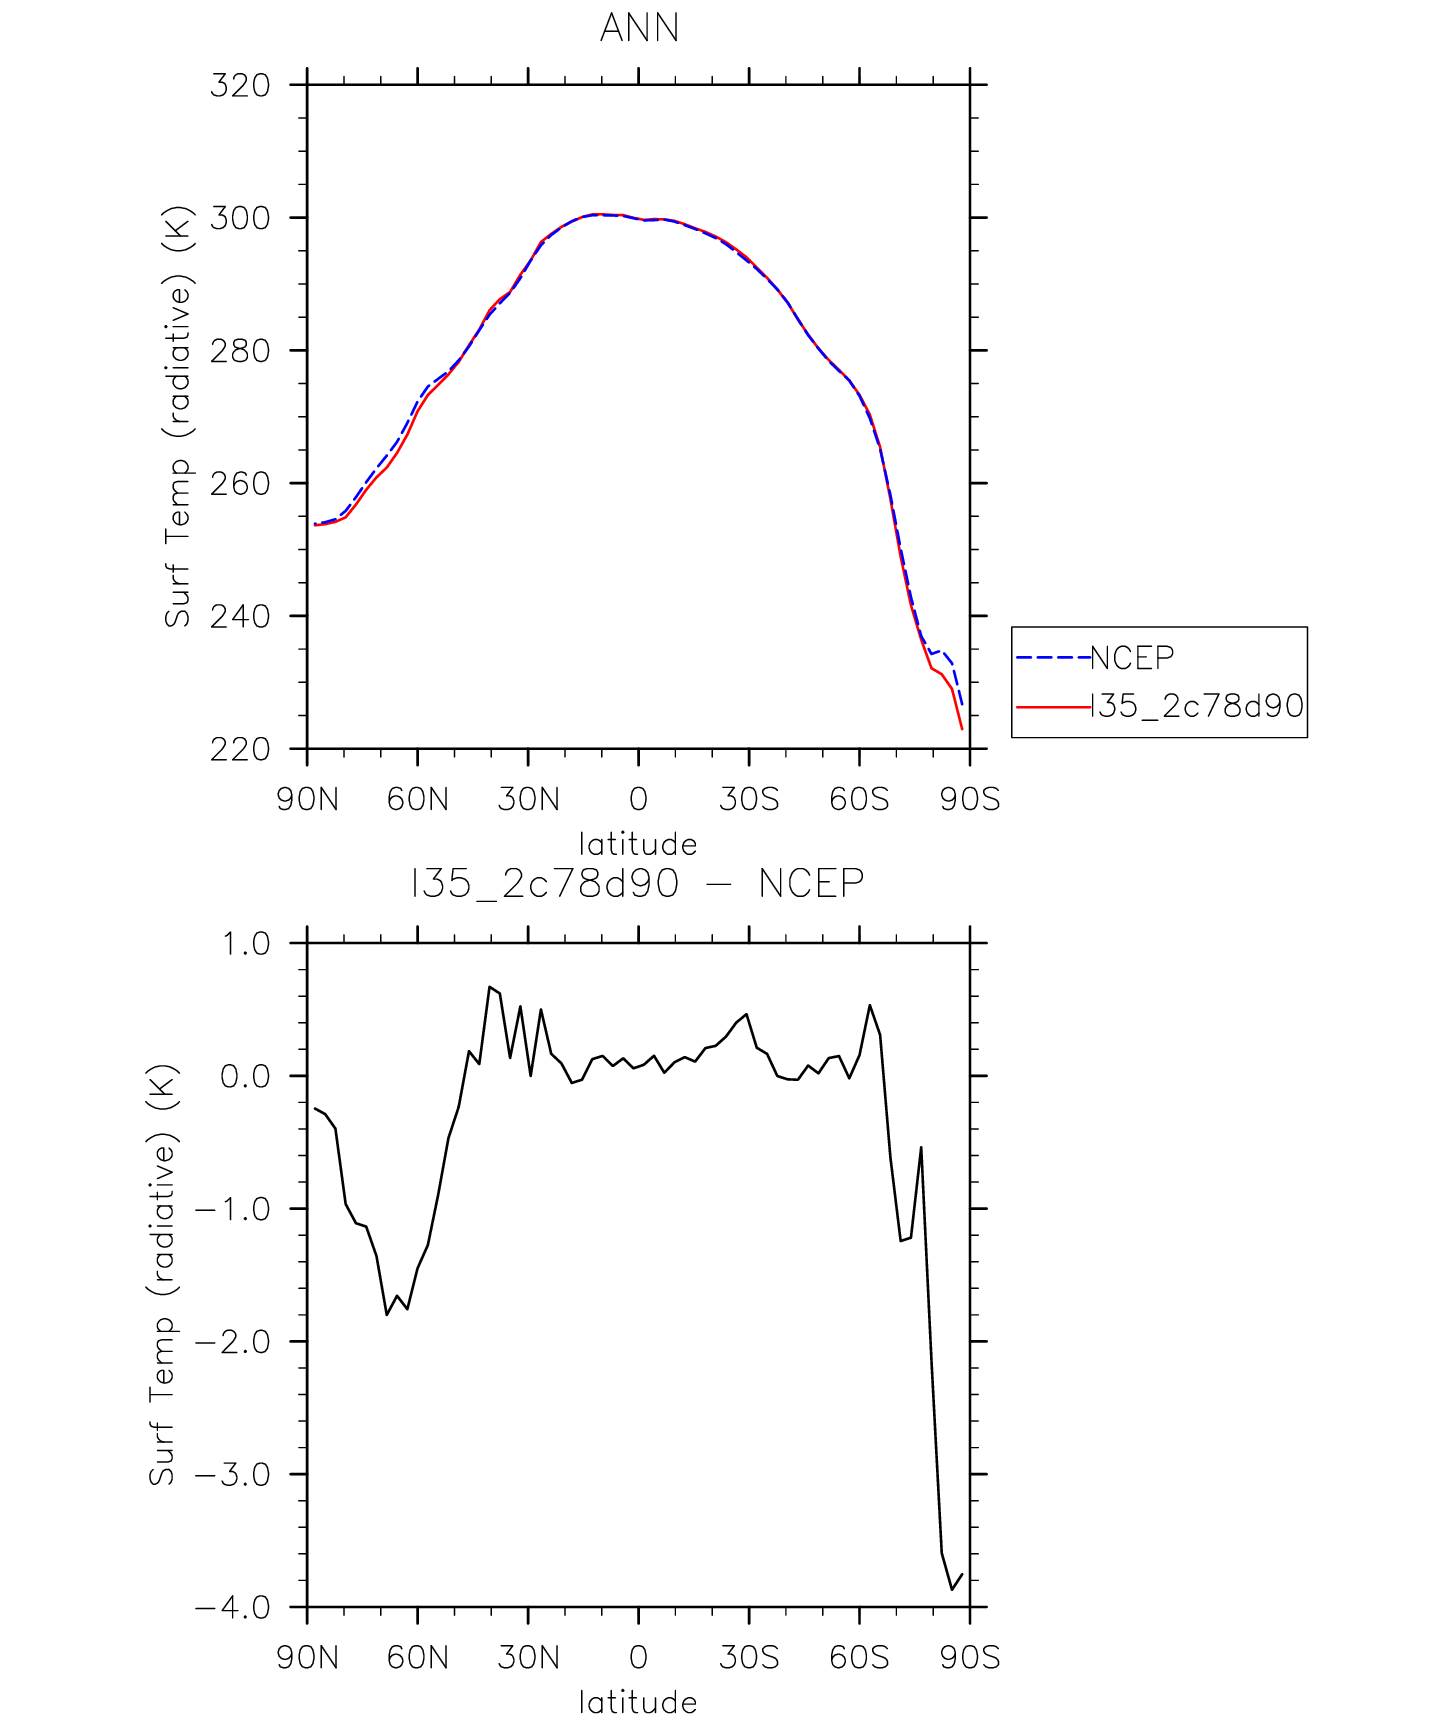 ANN
320
300
280
260
240
220
Surf Temp (radiative) (K)
90N 60N 30N 0 30S 60S 90S
latitude
NCEP
I35_2c78d90
I35_2c78d90 − NCEP
1.0
0.0
−1.0
−2.0
−3.0
−4.0
Surf Temp (radiative) (K)
90N 60N 30N 0 30S 60S 90S
latitude